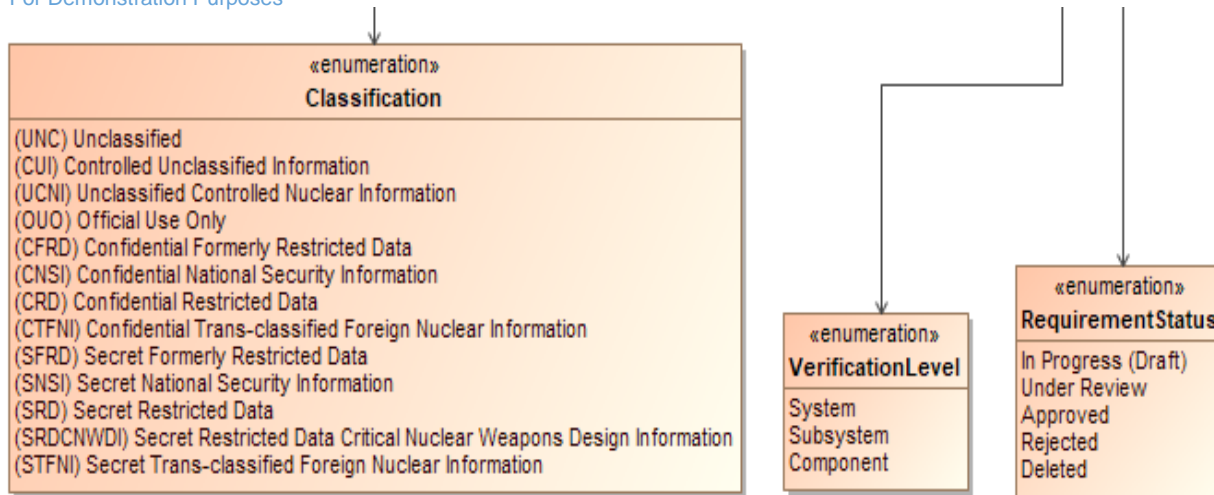 For Demonstration Purposes
«enumeration»
Classification
(UNC) Unclassified
(CUI) Controlled Unclassified Information
(UCNI) Unclassified Controlled Nuclear Information
(OUO) Official Use Only
(CFRD) Confidential Formerly Restricted Data
(CNSI) Confidential National Security Information
(CRD) Confidential Restricted Data
(CTFNI) Confidential Trans-classified Foreign Nuclear Information
(SFRD) Secret Formerly Restricted Data
(SNSI) Secret National Security Information
(SRD) Secret Restricted Data
(SRDCNWDI) Secret Restricted Data Critical Nuclear Weapons Design Information
(STFNI) Secret Trans-classified Foreign Nuclear Information
«enumeration»
VerificationLevel
System
Subsystem
Component
«enumeration»
RequirementStatus
In Progress (Draft)
Under Review
Approved
Rejected
Deleted